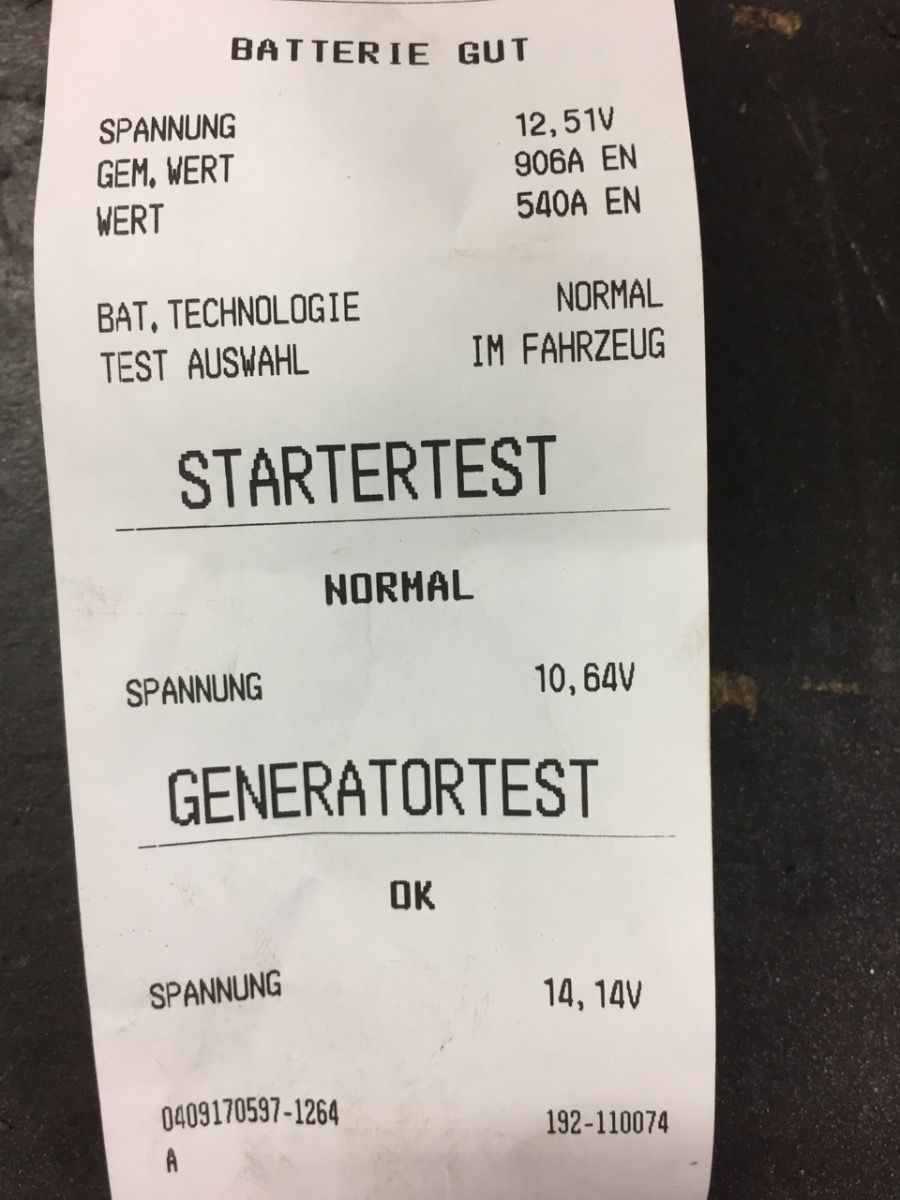 BATTERIE GUT
SPANNUNG 12,51V
GEM. WERT 906A EN
WERT 540A EN
BAT. TECHNOLOGIE NORMAL
TEST AUSWAHL IM FAHRZEUG
STARTERTEST
NORMAL
SPANNUNG 10,64V
GENERATORTEST
OK
SPANNUNG 14,14V
0409170597-1264 192-110074
A